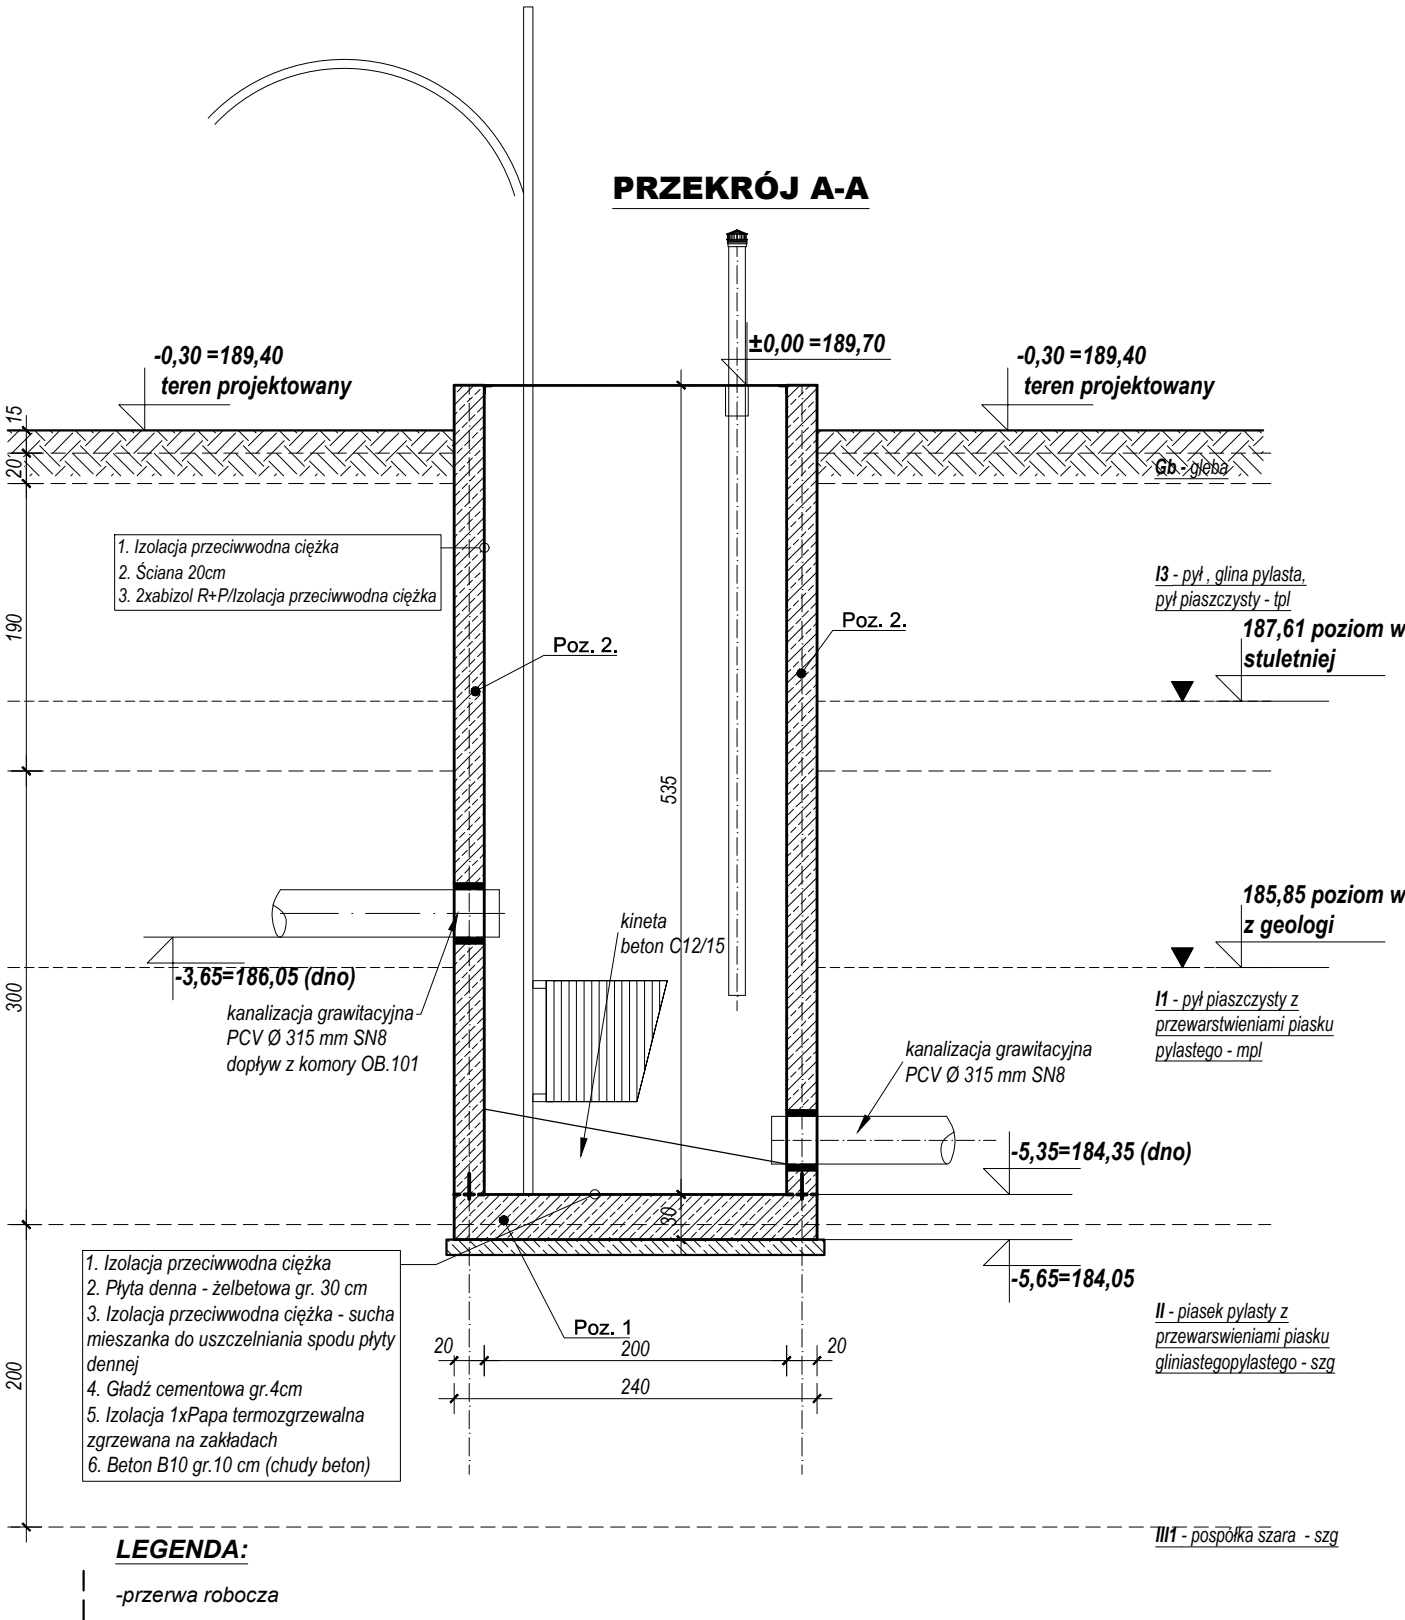 PRZEKRÓJ A-A
-0,30 =189,40
teren projektowany
±0,00 =189,70
-0,30 =189,40
teren projektowany
15
20
Gb - gleba
1. Izolacja przeciwwodna ciężka
2. Ściana 20cm
3. 2xabizol R+P/Izolacja przeciwwodna ciężka
I3 - pył , glina pylasta,
pył piaszczysty - tpl
190
Poz. 2.
Poz. 2.
187,61 poziom w
stuletniej
535
185,85 poziom w
z geologi
kineta
beton C12/15
-3,65=186,05 (dno)
300
kanalizacja grawitacyjna
PCV Ø 315 mm SN8
dopływ z komory OB.101
I1 - pył piaszczysty z
przewarstwieniami piasku
pylastego - mpl
kanalizacja grawitacyjna
PCV Ø 315 mm SN8
-5,35=184,35 (dno)
30
-5,65=184,05
1. Izolacja przeciwwodna ciężka
2. Płyta denna - żelbetowa gr. 30 cm
3. Izolacja przeciwwodna ciężka - sucha
mieszanka do uszczelniania spodu płyty
dennej
4. Gładź cementowa gr.4cm
5. Izolacja 1xPapa termozgrzewalna
zgrzewana na zakładach
6. Beton B10 gr.10 cm (chudy beton)
Poz. 1
20
200
20
240
II - piasek pylasty z
przewarswieniami piasku
gliniastegopylastego - szg
200
III1 - pospółka szara - szg
LEGENDA:
-przerwa robocza